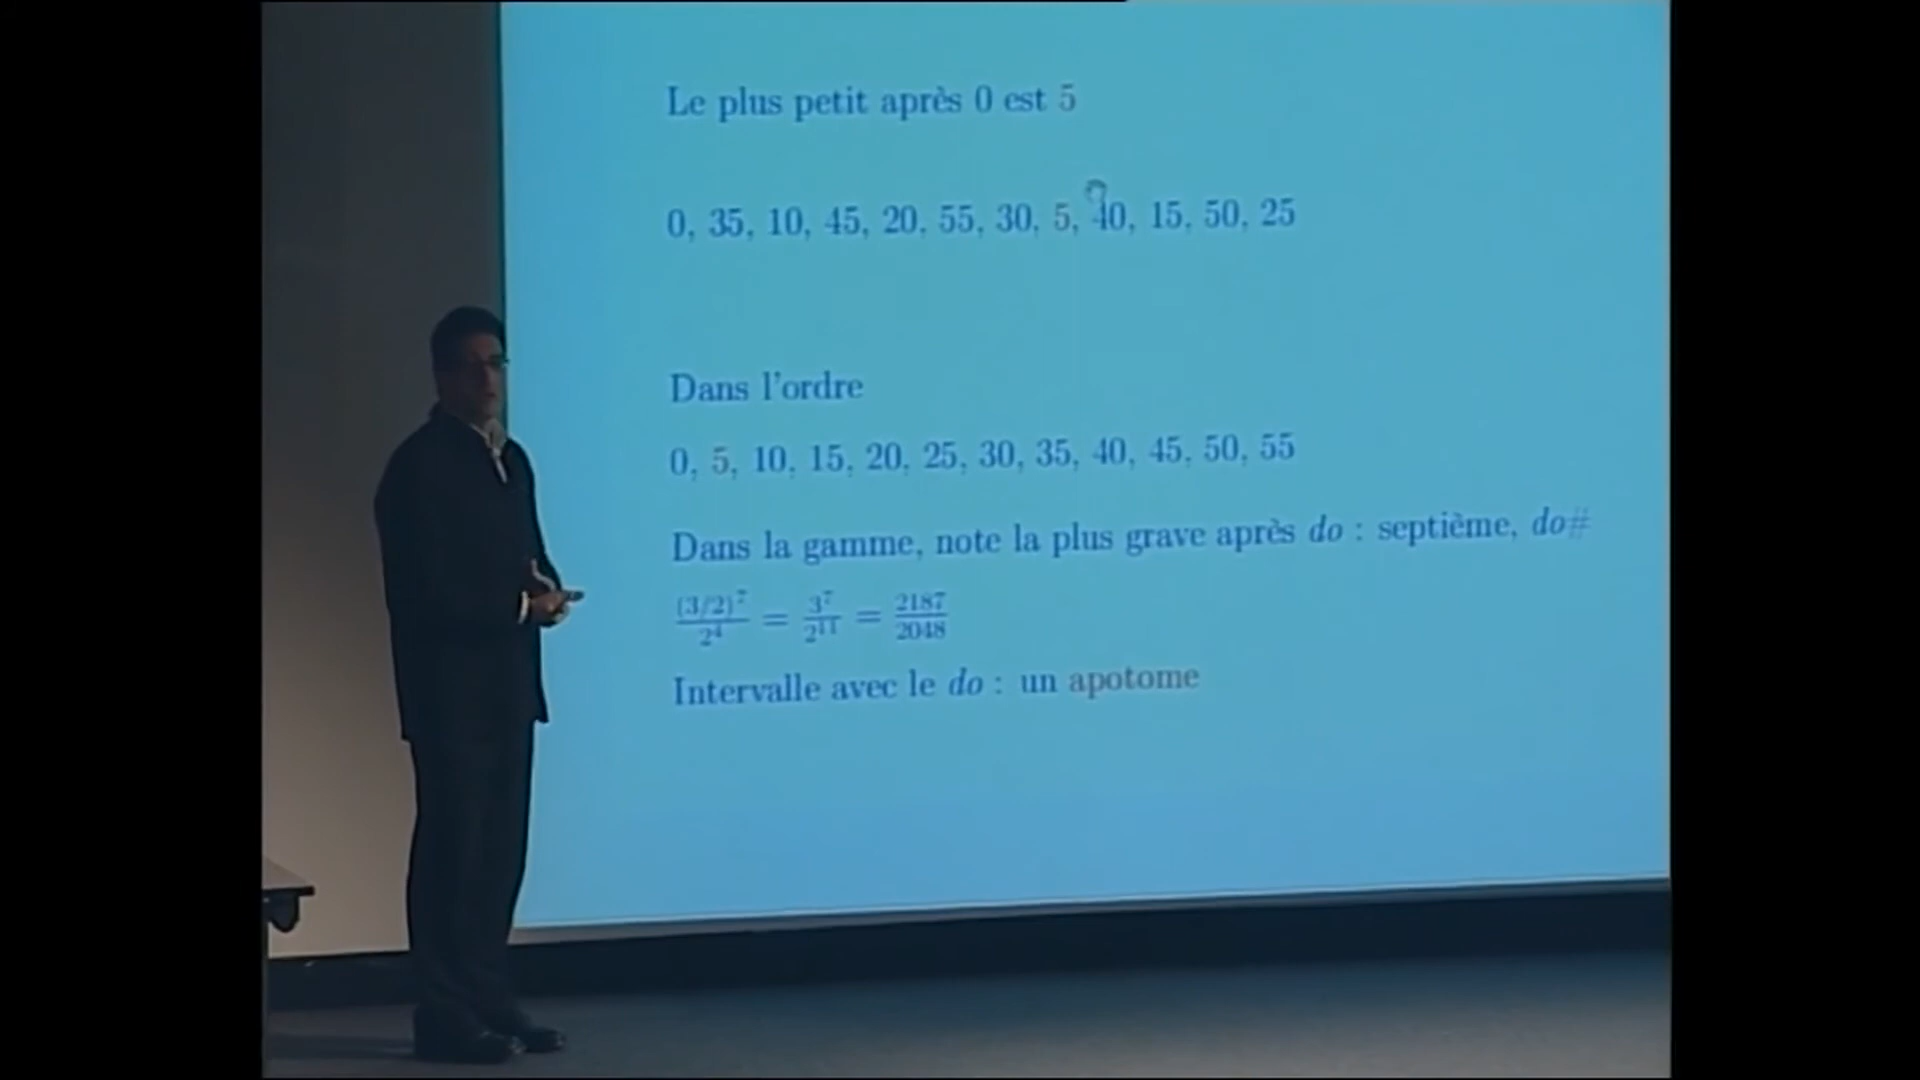 Le plus petit après 0 est 5
0, 35, 10, 45, 20, 55, 30, 5, 40, 15, 50, 25
Dans l'ordre
0, 5, 10, 15, 20, 25, 30, 35, 40, 45, 50, 55
Dans la gamme, note la plus grave après do : septième, do#
(3/2)^7 / 2^4 = 3^7 / 2^11 = 2187 / 2048
Intervalle avec le do : un apotome